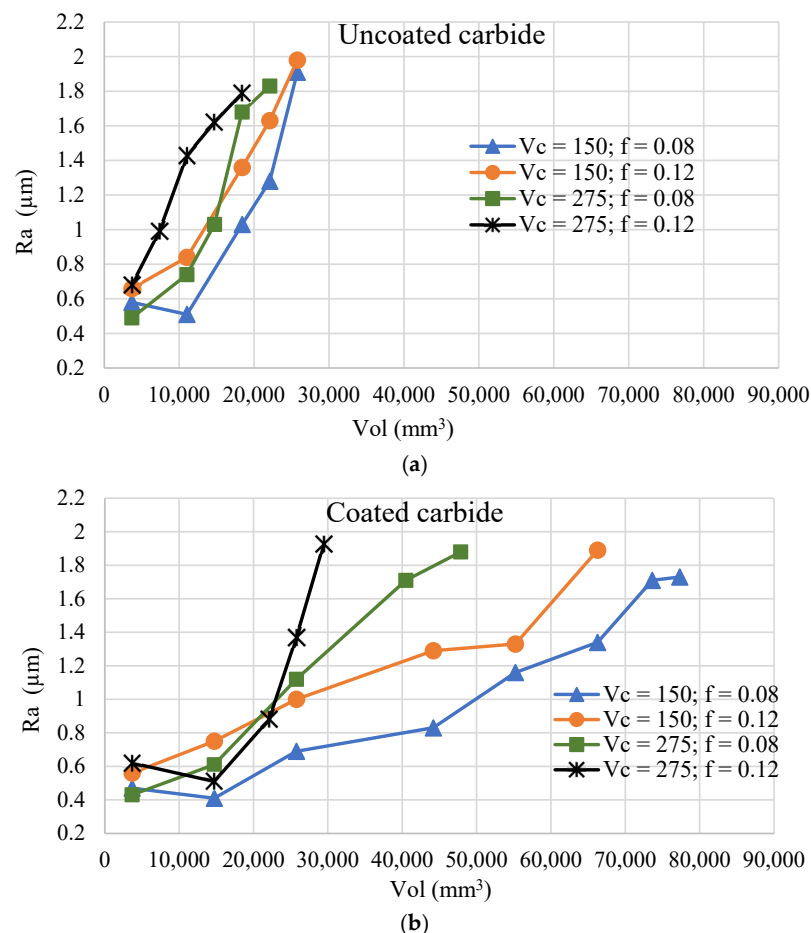 Uncoated carbide
2.2
2
1.8
1.6
1.4
1.2
1
0.8
0.6
0.4
0.2
Ra (μm)
Vc = 150; f = 0.08
Vc = 150; f = 0.12
Vc = 275; f = 0.08
Vc = 275; f = 0.12
0 10,000 20,000 30,000 40,000 50,000 60,000 70,000 80,000 90,000
Vol (mm³)
(a)
Coated carbide
2.2
2
1.8
1.6
1.4
1.2
1
0.8
0.6
0.4
0.2
Ra (μm)
Vc = 150; f = 0.08
Vc = 150; f = 0.12
Vc = 275; f = 0.08
Vc = 275; f = 0.12
0 10,000 20,000 30,000 40,000 50,000 60,000 70,000 80,000 90,000
Vol (mm³)
(b)